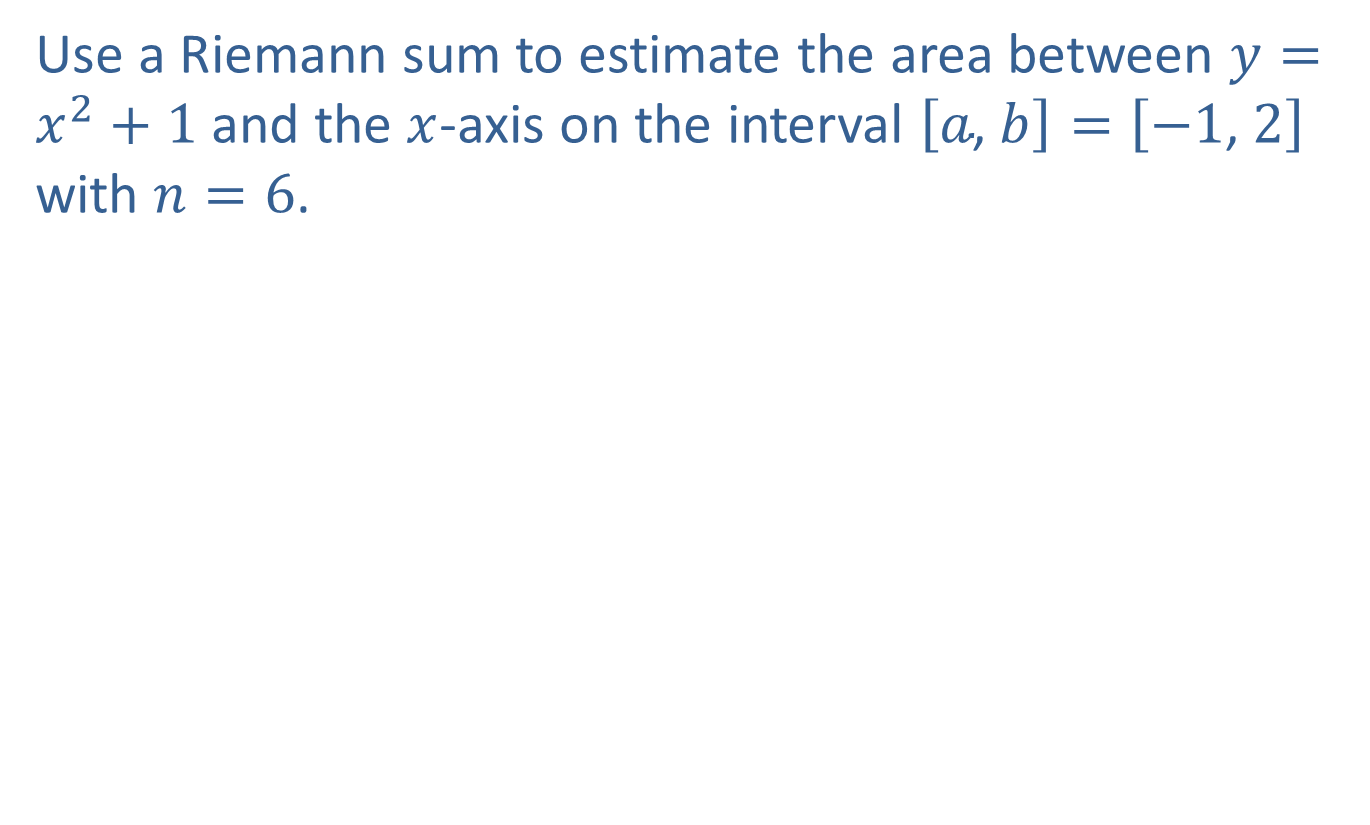 Use a Riemann sum to estimate the area between y =
x² + 1 and the x-axis on the interval [a, b] = [−1, 2]
with n = 6.